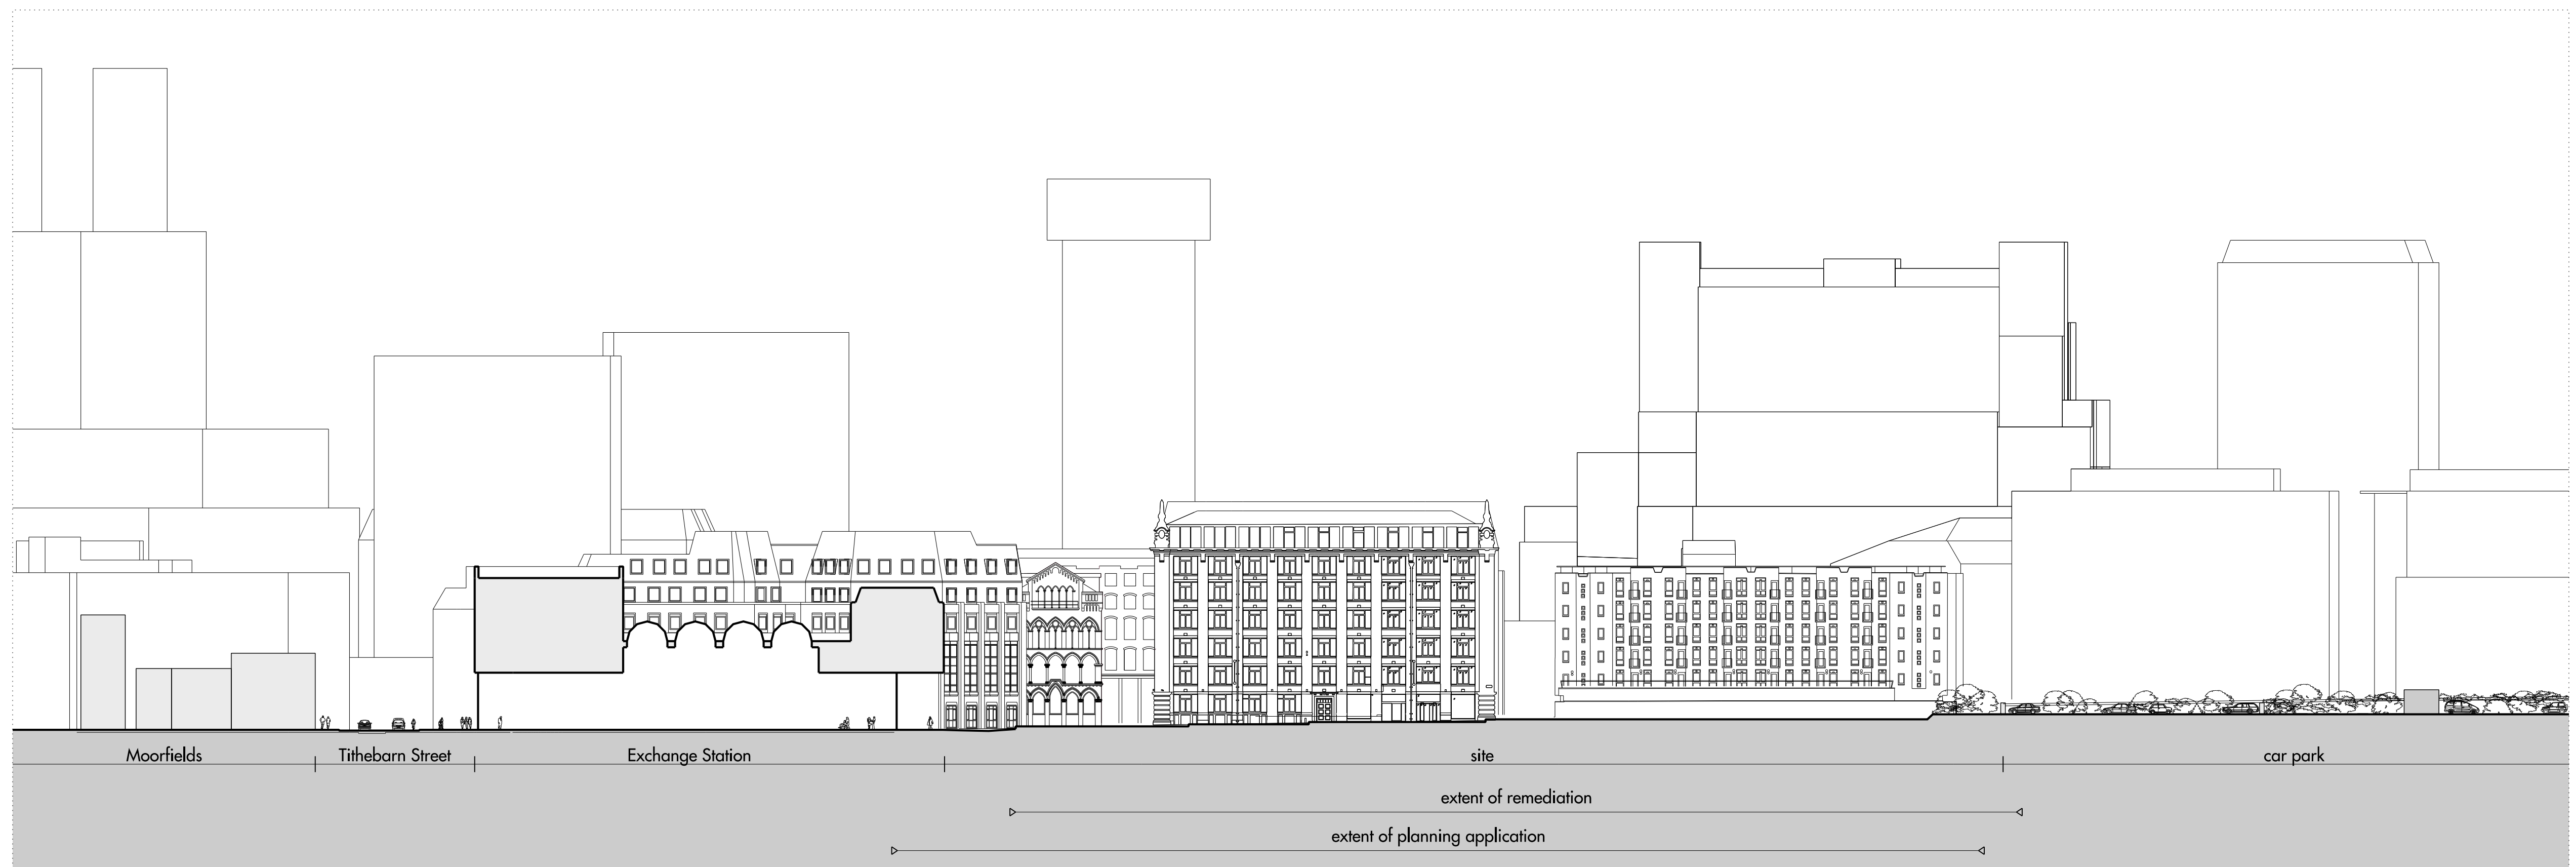 Moorfields
Tithebarn Street
Exchange Station
site
car park
extent of remediation
extent of planning application